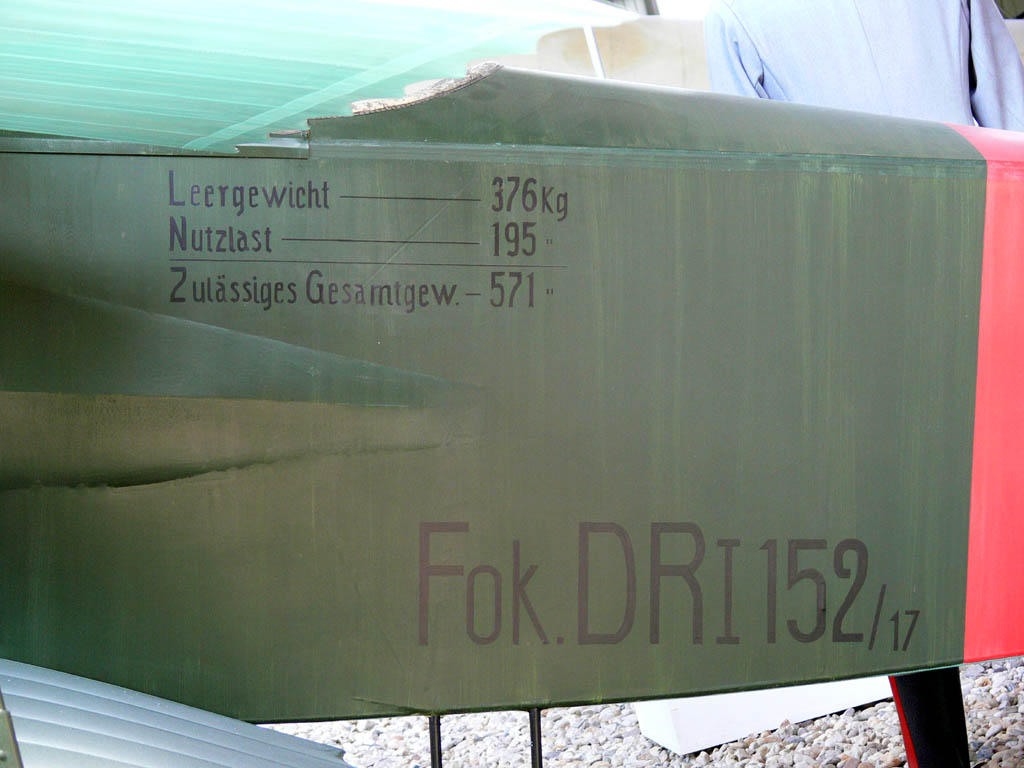 Leergewicht — 376 Kg
Nutzlast — 195 "
Zulässiges Gesamtgew. – 571 "
Fok. DR I 152/17